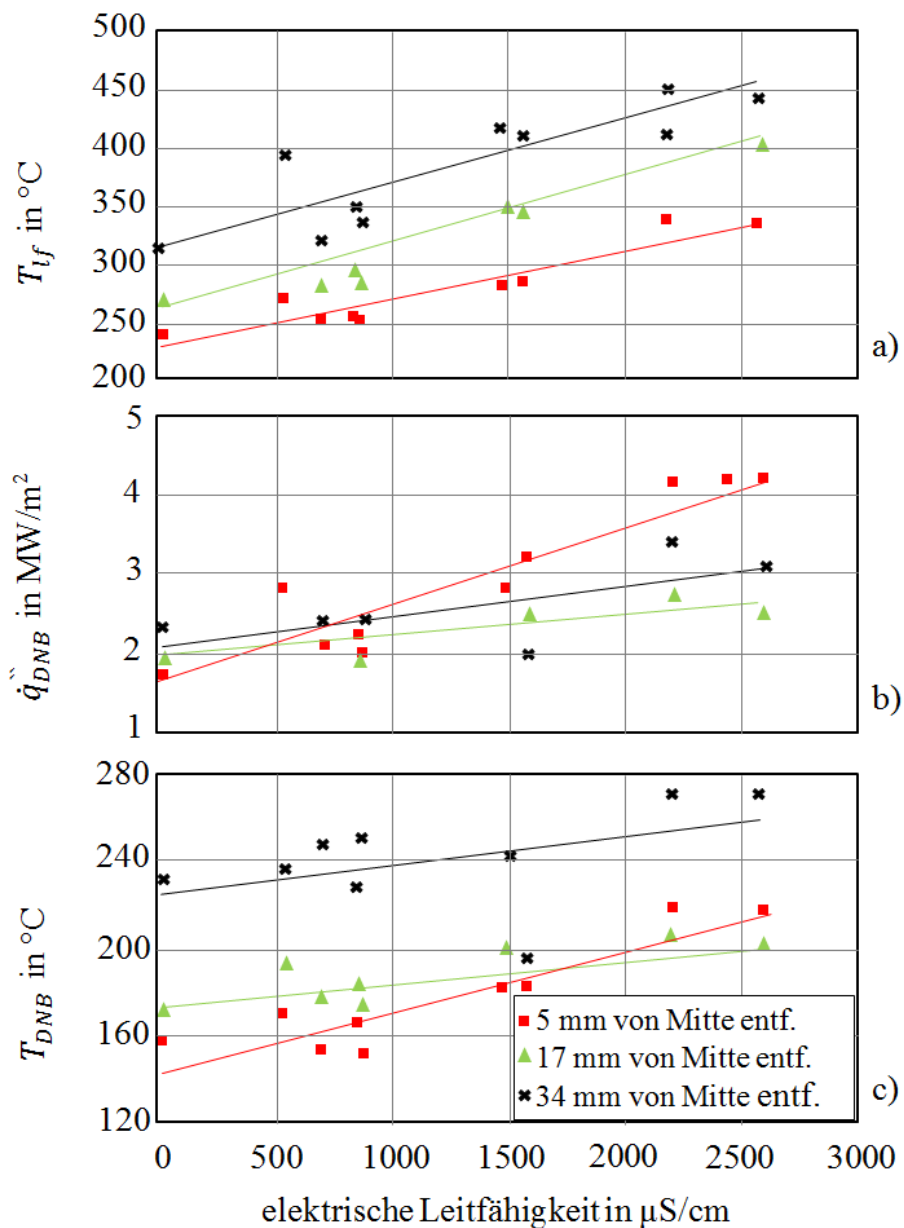 500
450
400
350
300
250
200
T_lf in °C
a)
5
4
3
2
1
q̇``_DNB in MW/m²
b)
280
240
200
160
120
T_DNB in °C
5 mm von Mitte entf.
17 mm von Mitte entf.
34 mm von Mitte entf.
c)
0 500 1000 1500 2000 2500 3000
elektrische Leitfähigkeit in µS/cm